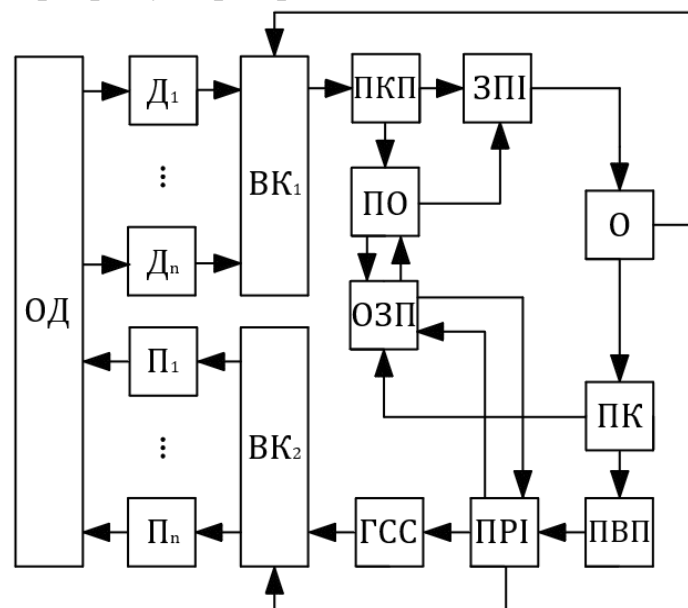 ОД
Д₁
⋮
Дₙ
П₁
⋮
Пₙ
ВК₁
ВК₂
ПКП
ЗПІ
ПО
О
ОЗП
ПК
ГСС
ПРІ
ПВП